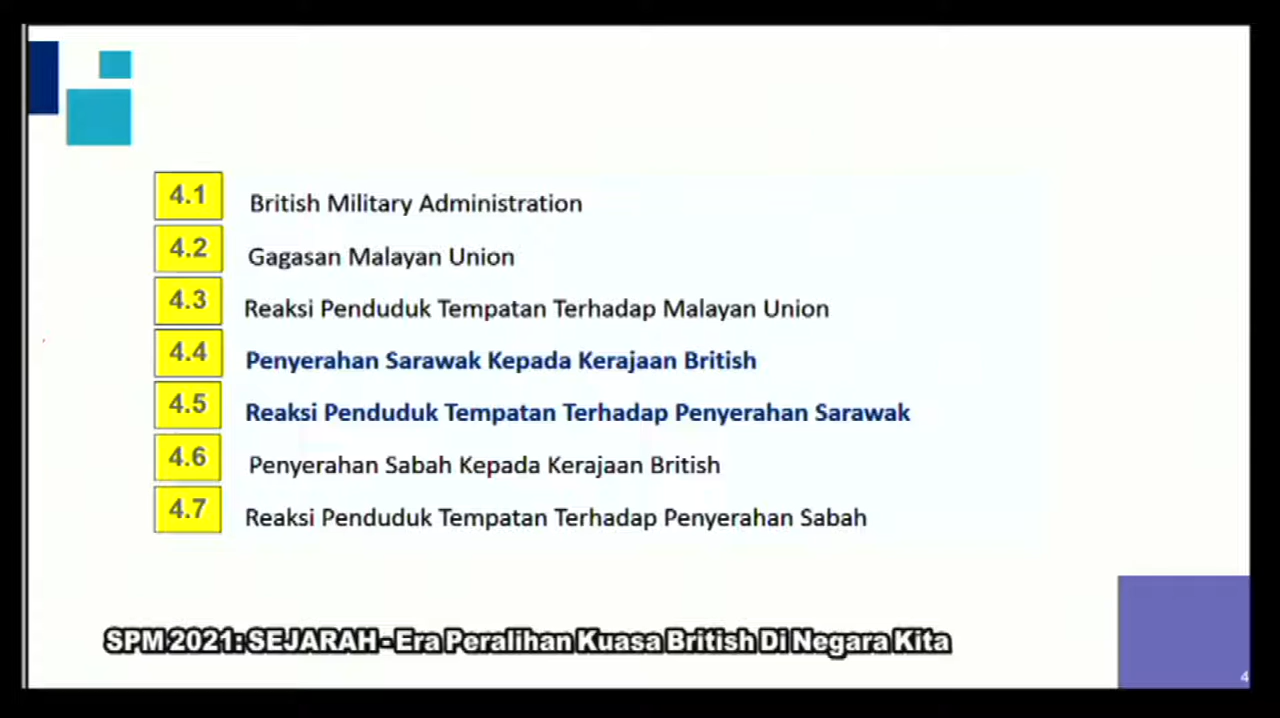 4.1 British Military Administration
4.2 Gagasan Malayan Union
4.3 Reaksi Penduduk Tempatan Terhadap Malayan Union
4.4 Penyerahan Sarawak Kepada Kerajaan British
4.5 Reaksi Penduduk Tempatan Terhadap Penyerahan Sarawak
4.6 Penyerahan Sabah Kepada Kerajaan British
4.7 Reaksi Penduduk Tempatan Terhadap Penyerahan Sabah
SPM 2021: SEJARAH - Era Peralihan Kuasa British Di Negara Kita
4